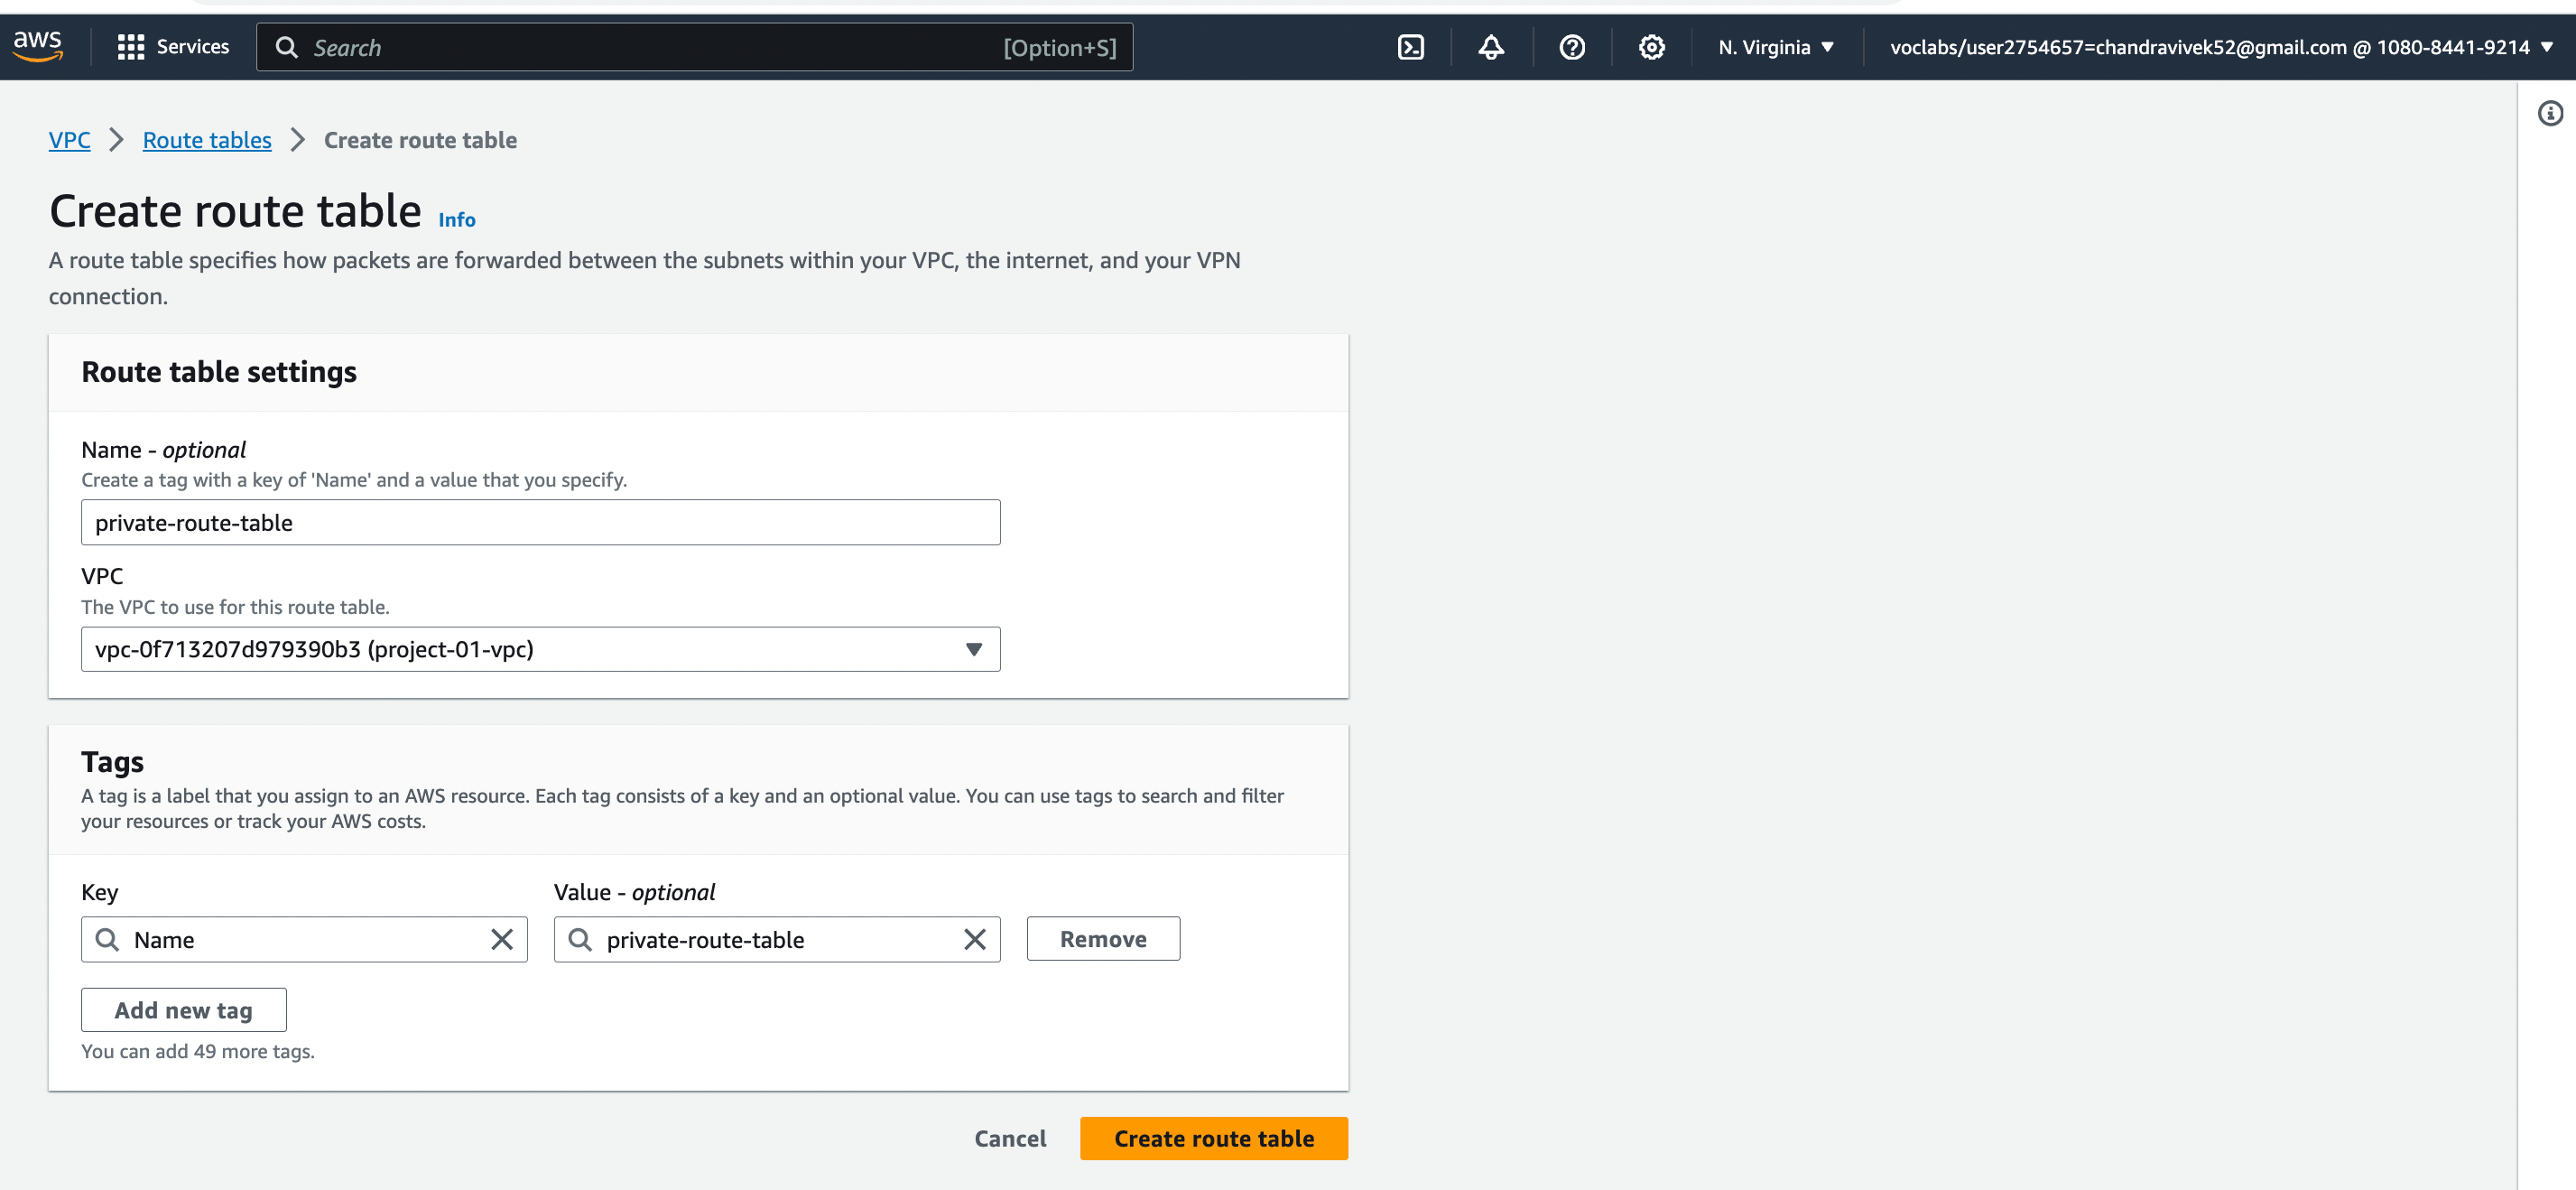 aws
Services
Search
[Option+S]
N. Virginia
voclabs/user2754657=chandravivek52@gmail.com @ 1080-8441-9214
VPC
Route tables
Create route table
Create route table Info
A route table specifies how packets are forwarded between the subnets within your VPC, the internet, and your VPN
connection.
Route table settings
Name - optional
Create a tag with a key of 'Name' and a value that you specify.
private-route-table
VPC
The VPC to use for this route table.
vpc-0f713207d979390b3 (project-01-vpc)
Tags
A tag is a label that you assign to an AWS resource. Each tag consists of a key and an optional value. You can use tags to search and filter
your resources or track your AWS costs.
Key
Value - optional
Name
private-route-table
Remove
Add new tag
You can add 49 more tags.
Cancel
Create route table